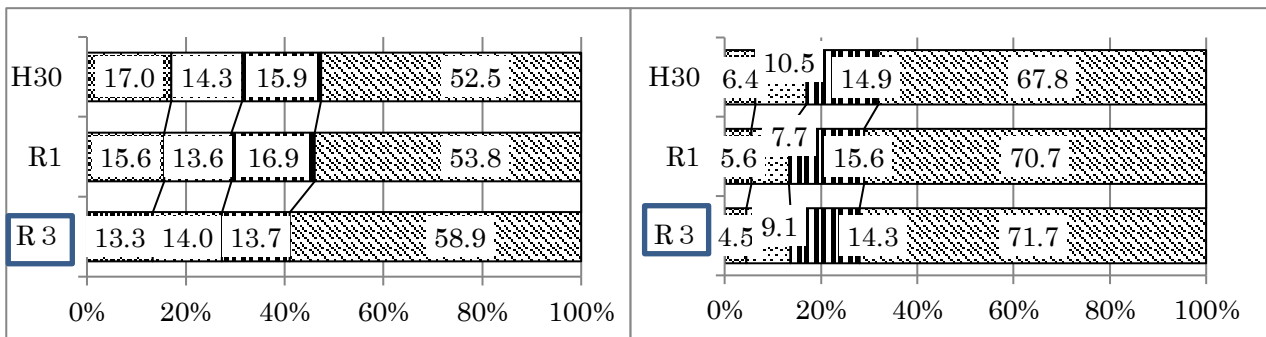 H30 17.0 14.3 15.9 52.5
R1 15.6 13.6 16.9 53.8
R３ 13.3 14.0 13.7 58.9
0% 20% 40% 60% 80% 100%
H30 6.4 10.5 14.9 67.8
R1 5.6 7.7 15.6 70.7
R３ 4.5 9.1 14.3 71.7
0% 20% 40% 60% 80% 100%